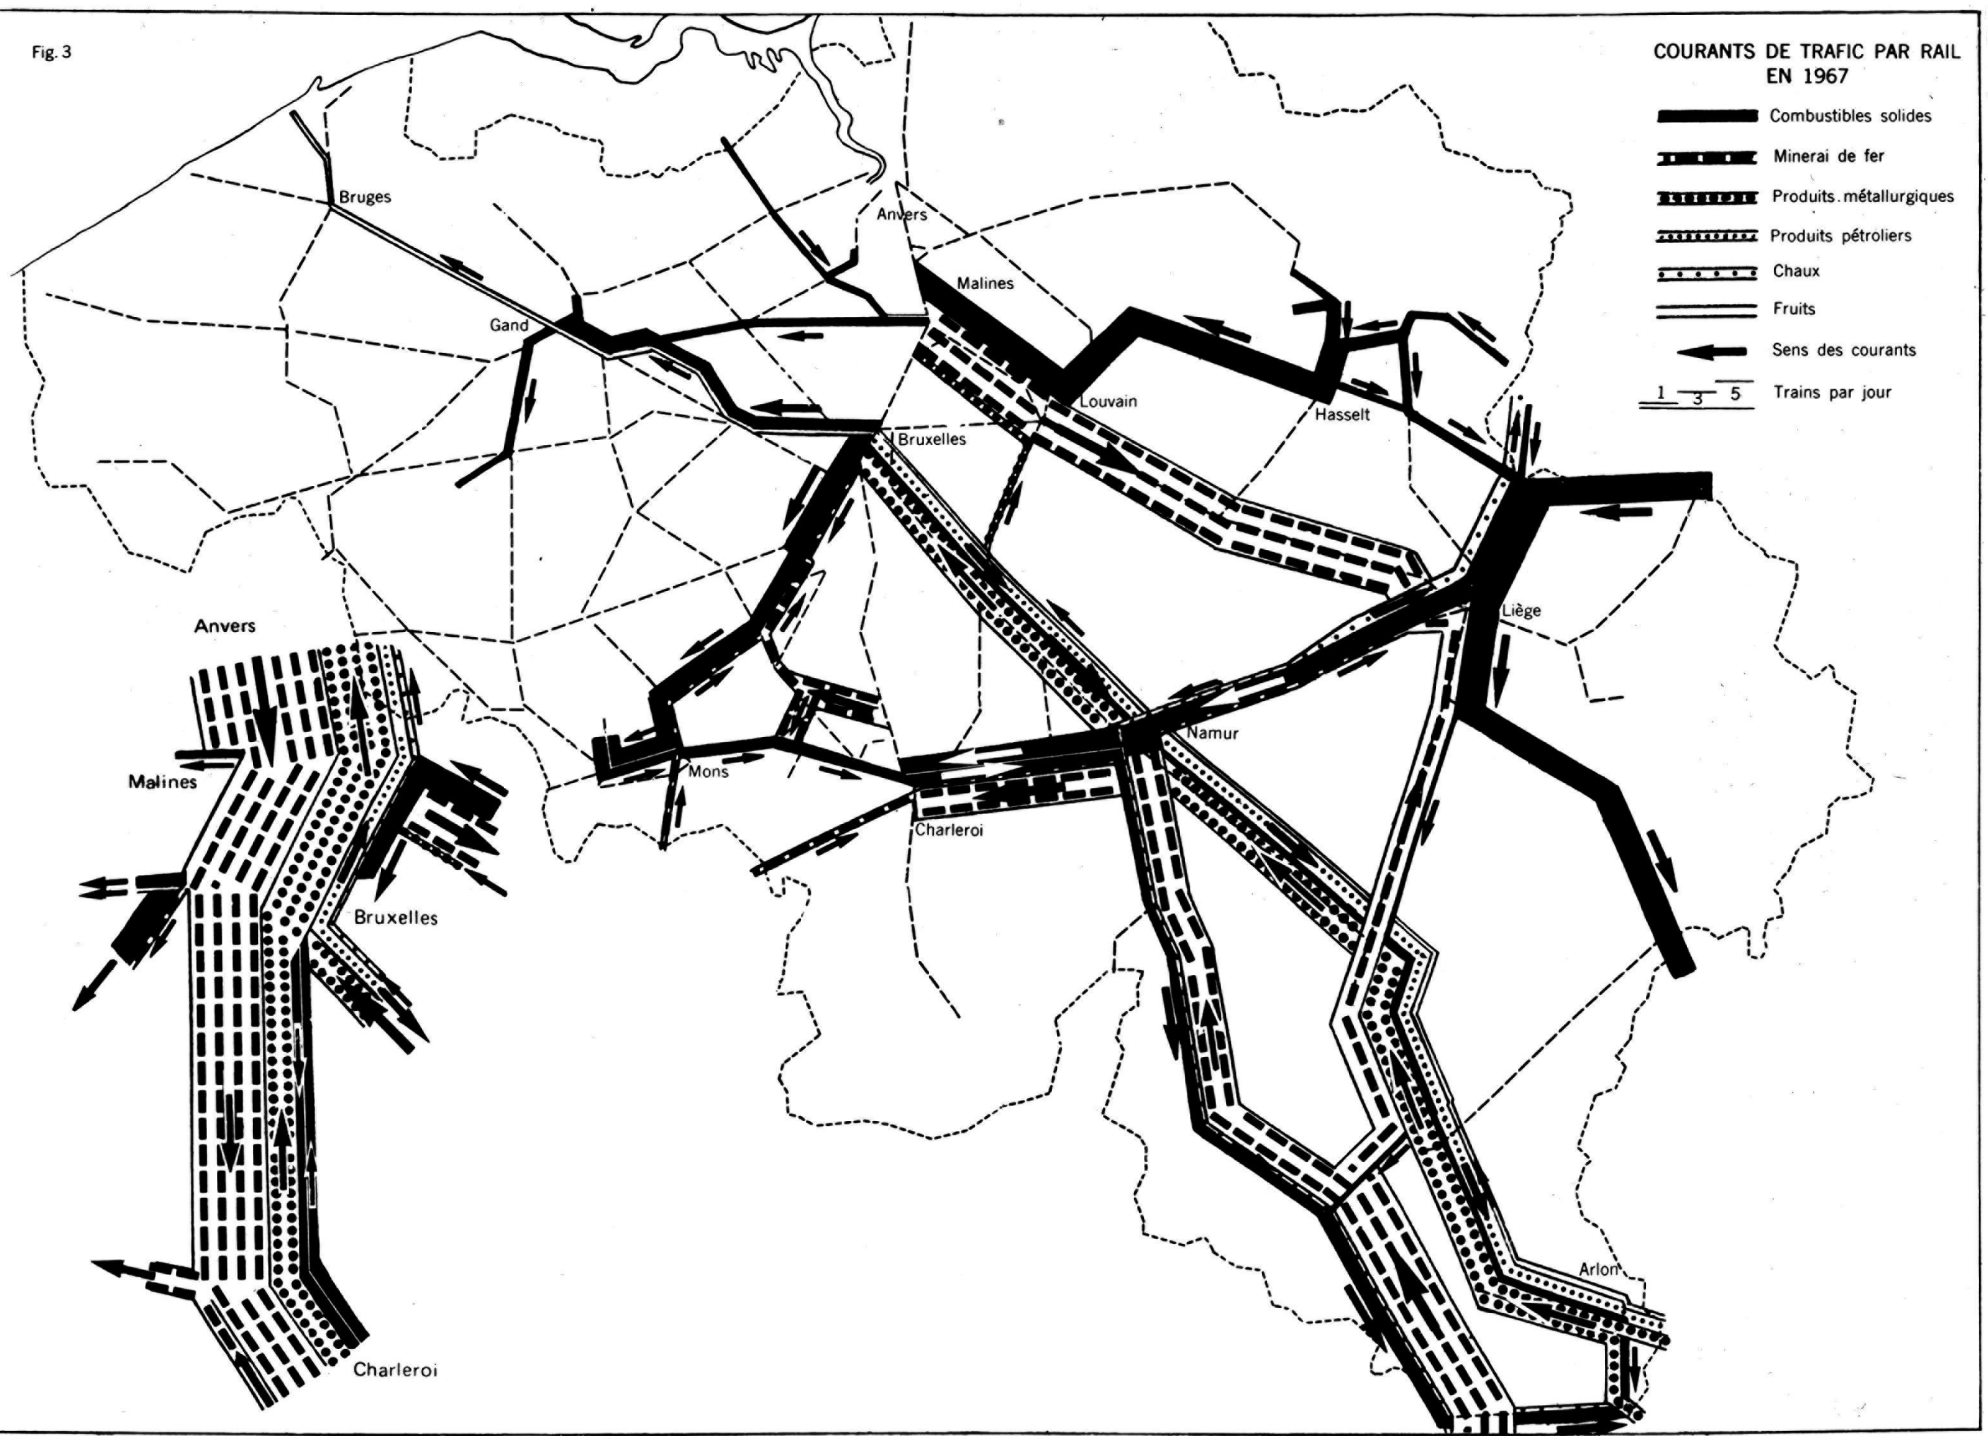 Fig. 3
COURANTS DE TRAFIC PAR RAIL
EN 1967
Combustibles solides
Minerai de fer
Produits métallurgiques
Produits pétroliers
Chaux
Fruits
Sens des courants
1 3 5 Trains par jour
Bruges
Anvers
Malines
Gand
Louvain
Hasselt
Bruxelles
Liège
Anvers
Namur
Mons
Malines
Charleroi
Bruxelles
Arlon
Charleroi